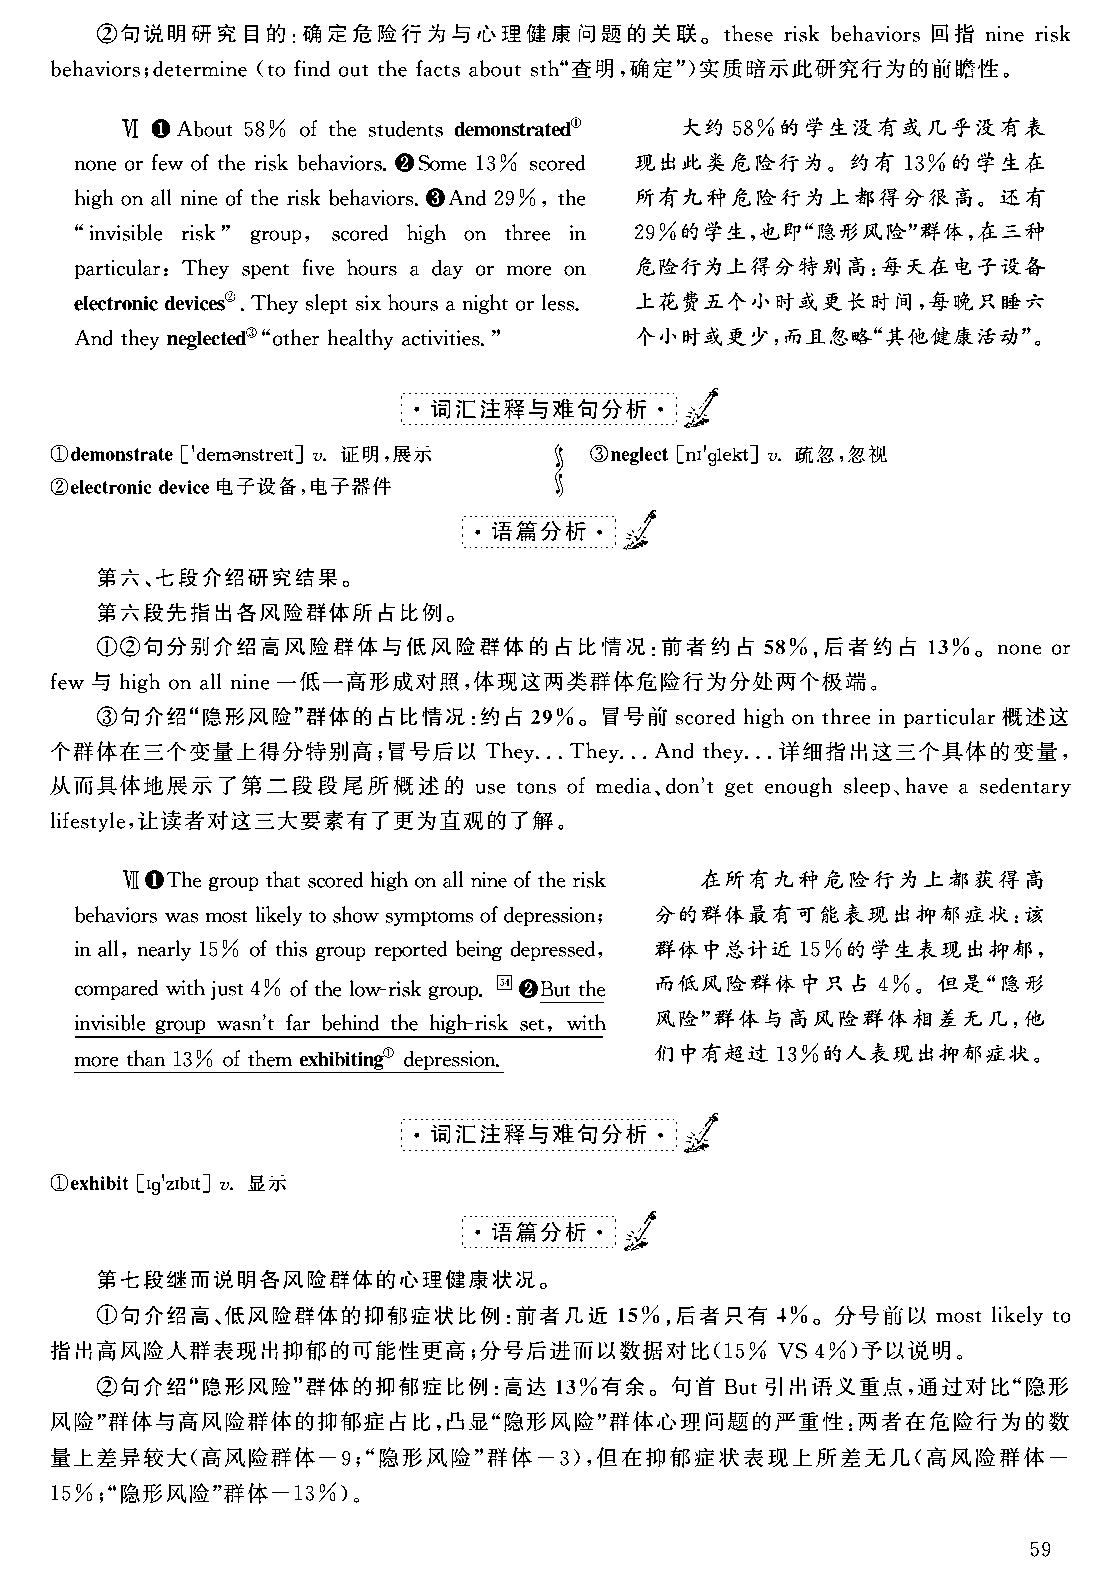 ②句说明研究目的:确定危险行为与心理健康问题的关联。these risk behaviors 回指 nine risk
behaviors;determine (to find out the facts about sth“查明,确定”)实质暗示此研究行为的前瞻性。
Ⅵ ❶ About 58% of the students demonstrated①
none or few of the risk behaviors. ❷ Some 13% scored
high on all nine of the risk behaviors. ❸ And 29%, the
“invisible risk” group, scored high on three in
particular: They spent five hours a day or more on
electronic devices②. They slept six hours a night or less.
And they neglected③ “other healthy activities.”
大约 58%的学生没有或几乎没有表
现出此类危险行为。约有 13%的学生在
所有九种危险行为上都得分很高。还有
29%的学生,也即“隐形风险”群体,在三种
危险行为上得分特别高:每天在电子设备
上花费五个小时或更长时间,每晚只睡六
个小时或更少,而且忽略“其他健康活动”。
·词汇注释与难句分析·
①demonstrate [ˈdemənstreɪt] v. 证明,展示
②electronic device 电子设备,电子器件
③neglect [nɪˈɡlekt] v. 疏忽,忽视
·语篇分析·
第六、七段介绍研究结果。
第六段先指出各风险群体所占比例。
①②句分别介绍高风险群体与低风险群体的占比情况:前者约占 58%,后者约占 13%。none or
few 与 high on all nine 一低一高形成对照,体现这两类群体危险行为分处两个极端。
③句介绍“隐形风险”群体的占比情况:约占 29%。冒号前 scored high on three in particular 概述这
个群体在三个变量上得分特别高;冒号后以 They... They... And they... 详细指出这三个具体的变量,
从而具体地展示了第二段段尾所概述的 use tons of media、don't get enough sleep、have a sedentary
lifestyle,让读者对这三大要素有了更为直观的了解。
Ⅶ ❶ The group that scored high on all nine of the risk
behaviors was most likely to show symptoms of depression;
in all, nearly 15% of this group reported being depressed,
compared with just 4% of the low-risk group. 34 ❷ But the
invisible group wasn't far behind the high-risk set, with
more than 13% of them exhibiting① depression.
在所有九种危险行为上都获得高
分的群体最有可能表现出抑郁症状:该
群体中总计近 15%的学生表现出抑郁,
而低风险群体中只占 4%。但是“隐形
风险”群体与高风险群体相差无几,他
们中有超过 13%的人表现出抑郁症状。
·词汇注释与难句分析·
①exhibit [ɪɡˈzɪbɪt] v. 显示
·语篇分析·
第七段继而说明各风险群体的心理健康状况。
①句介绍高、低风险群体的抑郁症状比例:前者几近 15%,后者只有 4%。分号前以 most likely to
指出高风险人群表现出抑郁的可能性更高;分号后进而以数据对比(15% VS 4%)予以说明。
②句介绍“隐形风险”群体的抑郁症比例:高达 13%有余。句首 But 引出语义重点,通过对比“隐形
风险”群体与高风险群体的抑郁症占比,凸显“隐形风险”群体心理问题的严重性:两者在危险行为的数
量上差异较大(高风险群体—9;“隐形风险”群体—3),但在抑郁症状表现上所差无几(高风险群体—
15%;“隐形风险”群体—13%)。
59